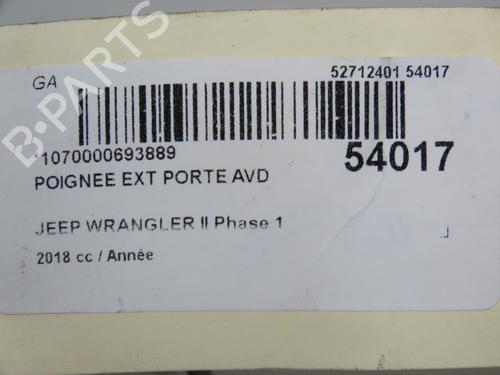 GA
52712401 54017
1070000693889
54017
POIGNEE EXT PORTE AVD
JEEP WRANGLER II Phase 1
2018 cc / Année
B-PARTS